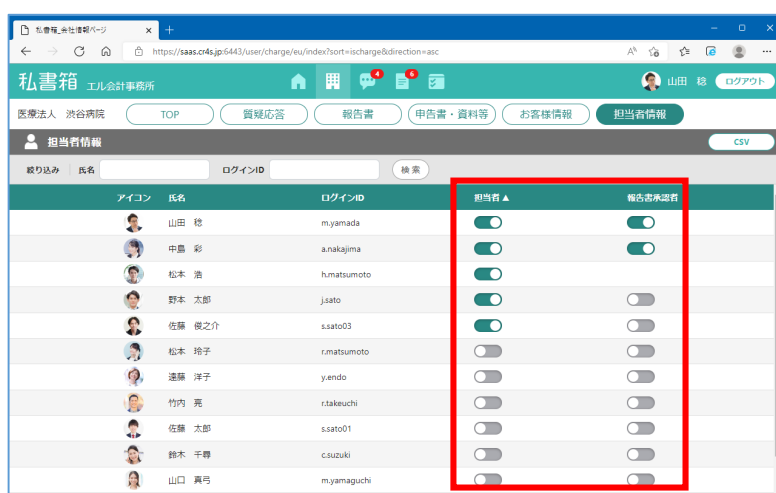 私書箱_会社情報ページ
https://saas.cr4s.jp:6443/user/charge/eu/index?sort=ischarge&direction=asc
私書箱 エル会計事務所
4
6
山田 稔 ログアウト
医療法人 渋谷病院 TOP 質疑応答 報告書 申告書・資料等 お客様情報 担当者情報
担当者情報 CSV
絞り込み 氏名 ログインID 検索
アイコン 氏名 ログインID 担当者▲ 報告書承認者
山田 稔 m.yamada
中島 彩 a.nakajima
松本 浩 h.matsumoto
野本 太郎 j.sato
佐藤 俊之介 s.sato03
松本 玲子 r.matsumoto
遠藤 洋子 y.endo
竹内 亮 r.takeuchi
佐藤 太郎 s.sato01
鈴木 千尋 c.suzuki
山口 真弓 m.yamaguchi